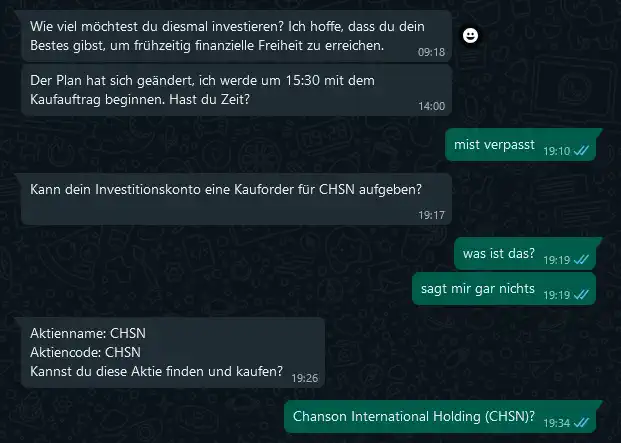 Wie viel möchtest du diesmal investieren? Ich hoffe, dass du dein
Bestes gibst, um frühzeitig finanzielle Freiheit zu erreichen.
09:18
Der Plan hat sich geändert, ich werde um 15:30 mit dem
Kaufauftrag beginnen. Hast du Zeit?
14:00
mist verpasst 19:10
Kann dein Investitionskonto eine Kauforder für CHSN aufgeben?
19:17
was ist das? 19:19
sagt mir gar nichts 19:19
Aktienname: CHSN
Aktiencode: CHSN
Kannst du diese Aktie finden und kaufen? 19:26
Chanson International Holding (CHSN)? 19:34